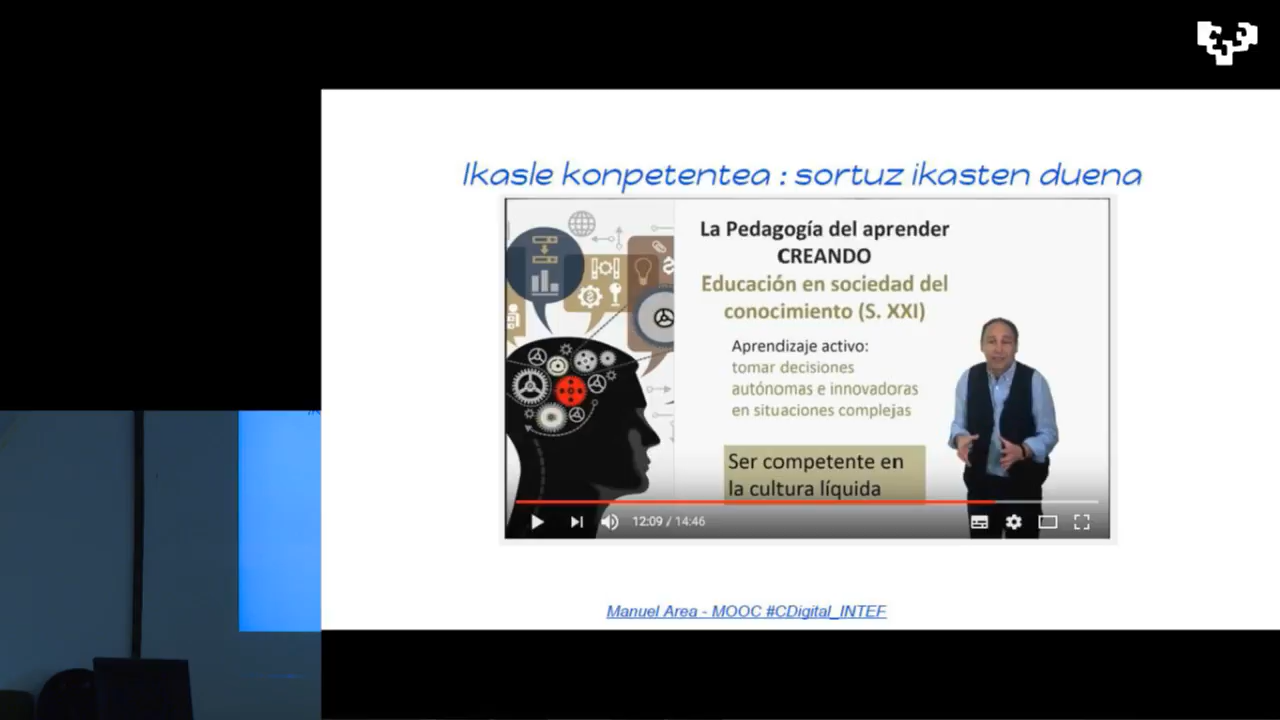 Ikasle konpetentea : sortuz ikasten duena
La Pedagogía del aprender
CREANDO
Educación en sociedad del
conocimiento (S. XXI)
Aprendizaje activo:
tomar decisiones
autónomas e innovadoras
en situaciones complejas
Ser competente en
la cultura líquida
12:09 / 14:46
Manuel Area - MOOC #CDigital_INTEF